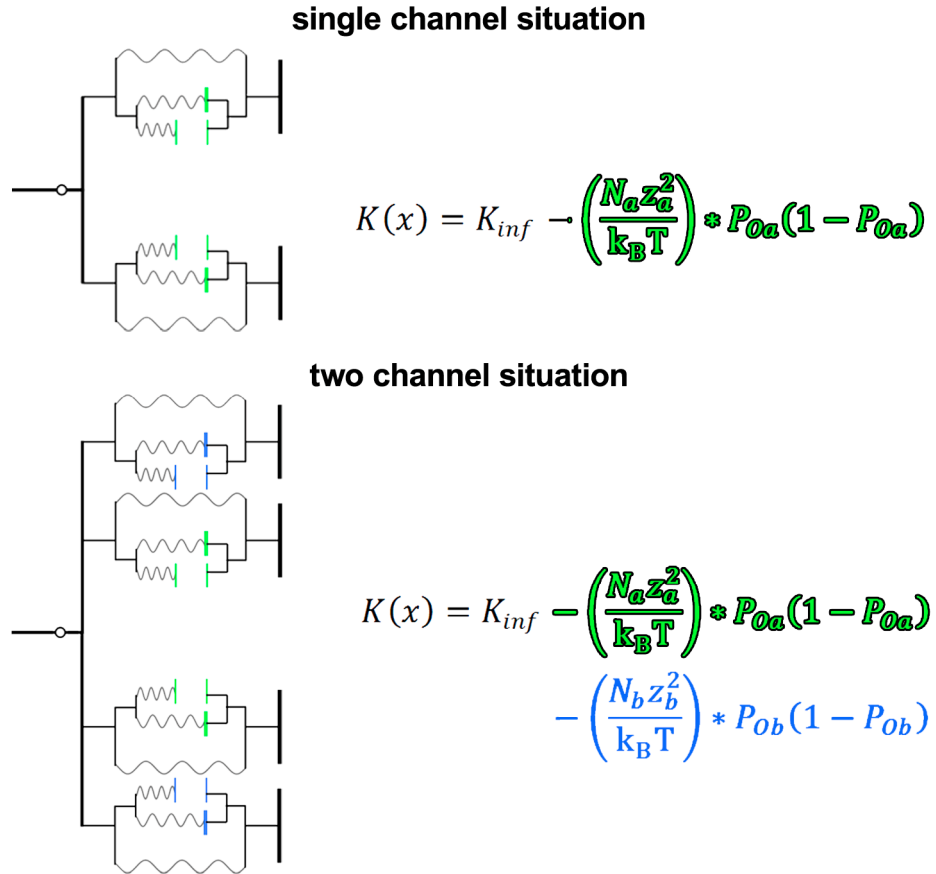 single channel situation
K(x) = K_inf − (N_a z_a^2 / k_B T) * P_Oa(1 − P_Oa)
two channel situation
K(x) = K_inf − (N_a z_a^2 / k_B T) * P_Oa(1 − P_Oa)
− (N_b z_b^2 / k_B T) * P_Ob(1 − P_Ob)